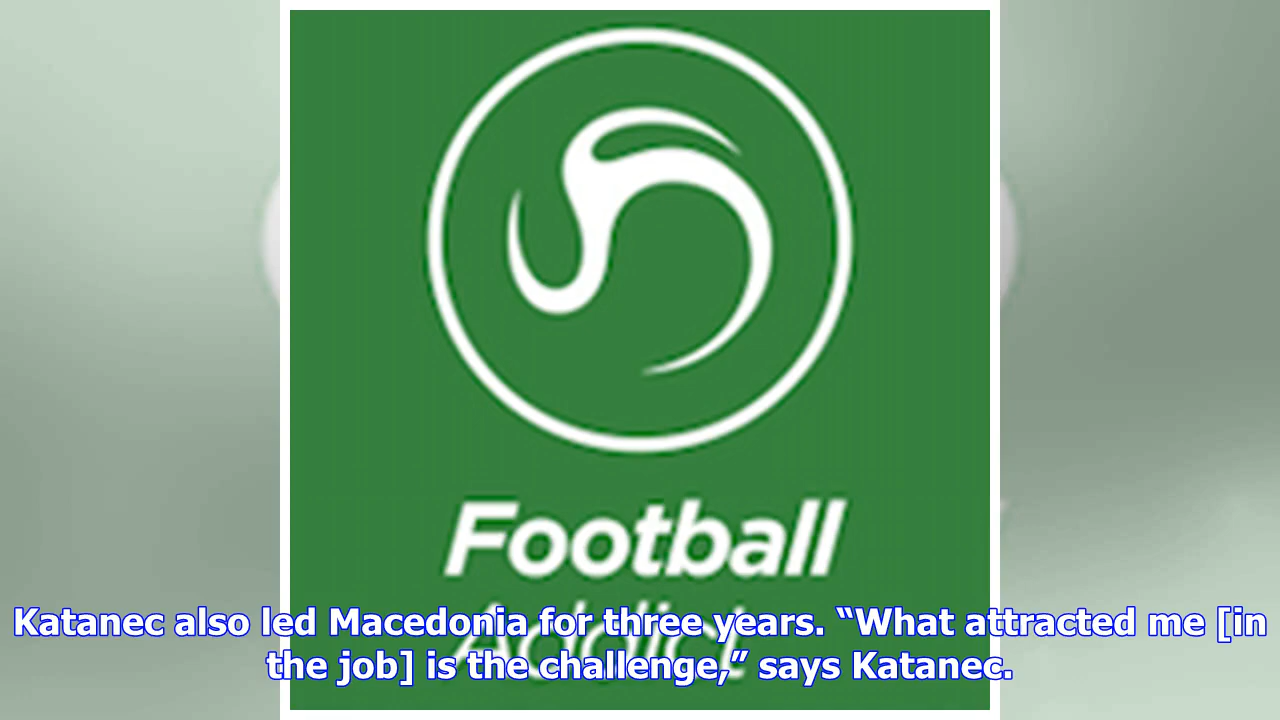 Football
Addict
Katanec also led Macedonia for three years. “What attracted me [in
the job] is the challenge,” says Katanec.